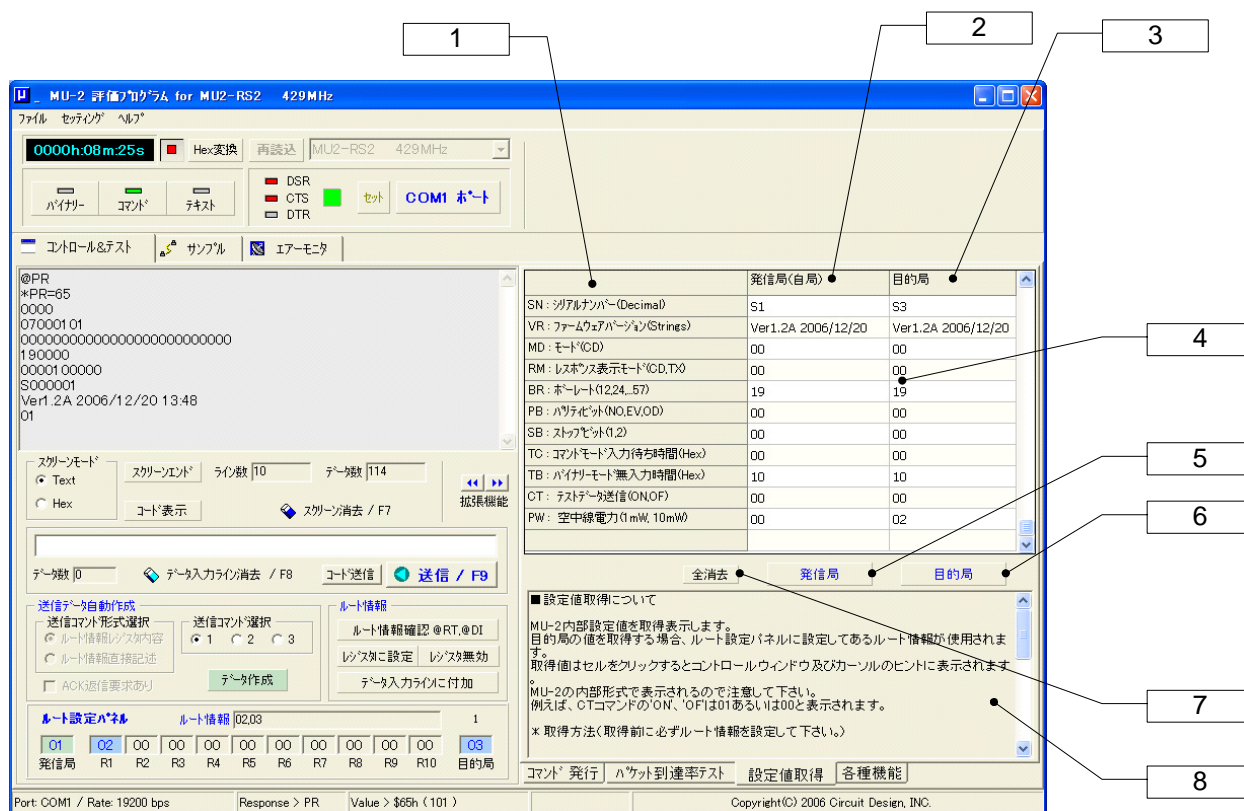 1
2
3
MU-2 評価ﾌﾟﾛｸﾞﾗﾑ for MU2-RS2 429MHz
ﾌｧｲﾙ ｾｯﾃｨﾝｸﾞ ﾍﾙﾌﾟ
0000h:08m:25s Hex変換 再読込 MU2-RS2 429MHz
ﾊﾞｲﾅﾘｰ ｺﾏﾝﾄﾞ ﾃｷｽﾄ
DSR
CTS
DTR
ｾｯﾄ COM1 ﾎﾟｰﾄ
ｺﾝﾄﾛｰﾙ&ﾃｽﾄ ｻﾝﾌﾟﾙ ｴｱｰﾓﾆﾀ
@PR
*PR=65
0000
07000101
0000000000000000000000000000
190000
0000100000
S000001
Ver1.2A 2006/12/20 13:48
01
発信局(自局) 目的局
SN : ｼﾘｱﾙﾅﾝﾊﾞｰ(Decimal) S1 S3
VR : ﾌｧｰﾑｳｪｱﾊﾞｰｼﾞｮﾝ(Strings) Ver1.2A 2006/12/20 Ver1.2A 2006/12/20
MD : ﾓｰﾄﾞ(CD) 00 00
RM : ﾚｽﾎﾟﾝｽ表示ﾓｰﾄﾞ(CD,TX) 00 00
BR : ﾎﾞｰﾚｰﾄ(12,24,..57) 19 19
PB : ﾊﾟﾘﾃｨﾋﾞｯﾄ(NO,EV,OD) 00 00
SB : ｽﾄｯﾌﾟﾋﾞｯﾄ(1,2) 00 00
TC : ｺﾏﾝﾄﾞﾓｰﾄﾞ入力待ち時間(Hex) 00 00
TB : ﾊﾞｲﾅﾘｰﾓｰﾄﾞ無入力時間(Hex) 10 10
CT : ﾃｽﾄﾃﾞｰﾀ送信(ON,OF) 00 00
PW : 空中線電力(1mW, 10mW) 00 02
4
5
6
7
8
ｽｸﾘｰﾝﾓｰﾄﾞ
Text
Hex
ｽｸﾘｰﾝｴﾝﾄﾞ ﾗｲﾝ数 10 ﾃﾞｰﾀ数 114
ｺｰﾄﾞ表示 ｽｸﾘｰﾝ消去 / F7
拡張機能
ﾃﾞｰﾀ数 0 ﾃﾞｰﾀ入力ﾗｲﾝ消去 / F8 ｺｰﾄﾞ送信 送信 / F9
送信ﾃﾞｰﾀ自動作成
送信ｺﾏﾝﾄﾞ形式選択
ﾙｰﾄ情報ﾚｼﾞｽﾀ内容
ﾙｰﾄ情報直接記述
ACK返信要求あり
送信ｺﾏﾝﾄﾞ選択
1 2 3
ﾃﾞｰﾀ作成
ﾙｰﾄ情報
ﾙｰﾄ情報確認 @RT,@DI
ﾚｼﾞｽﾀに設定 ﾚｼﾞｽﾀ無効
ﾃﾞｰﾀ入力ﾗｲﾝに付加
ﾙｰﾄ設定ﾊﾟﾈﾙ ﾙｰﾄ情報 02,03 1
01 02 00 00 00 00 00 00 00 00 00 03
発信局 R1 R2 R3 R4 R5 R6 R7 R8 R9 R10 目的局
全消去 発信局 目的局
■設定値取得について
MU-2内部設定値を取得表示します。
目的局の値を取得する場合、ルート設定パネルに設定してあるルート情報が使用されま
す。
取得値はセルをクリックするとコントロールウィンドウ及びカーソルのヒントに表示されます
。
MU-2の内部形式で表示されるので注意して下さい。
例えば、CTコマンドの'ON'、'OF'は01あるいは00と表示されます。
* 取得方法(取得前に必ずルート情報を設定して下さい。)
ｺﾏﾝﾄﾞ発行 ﾊﾟｹｯﾄ到達率ﾃｽﾄ 設定値取得 各種機能
Port: COM1 / Rate: 19200 bps Response > PR Value > $65h ( 101 ) Copyright(C) 2006 Circuit Design, INC.